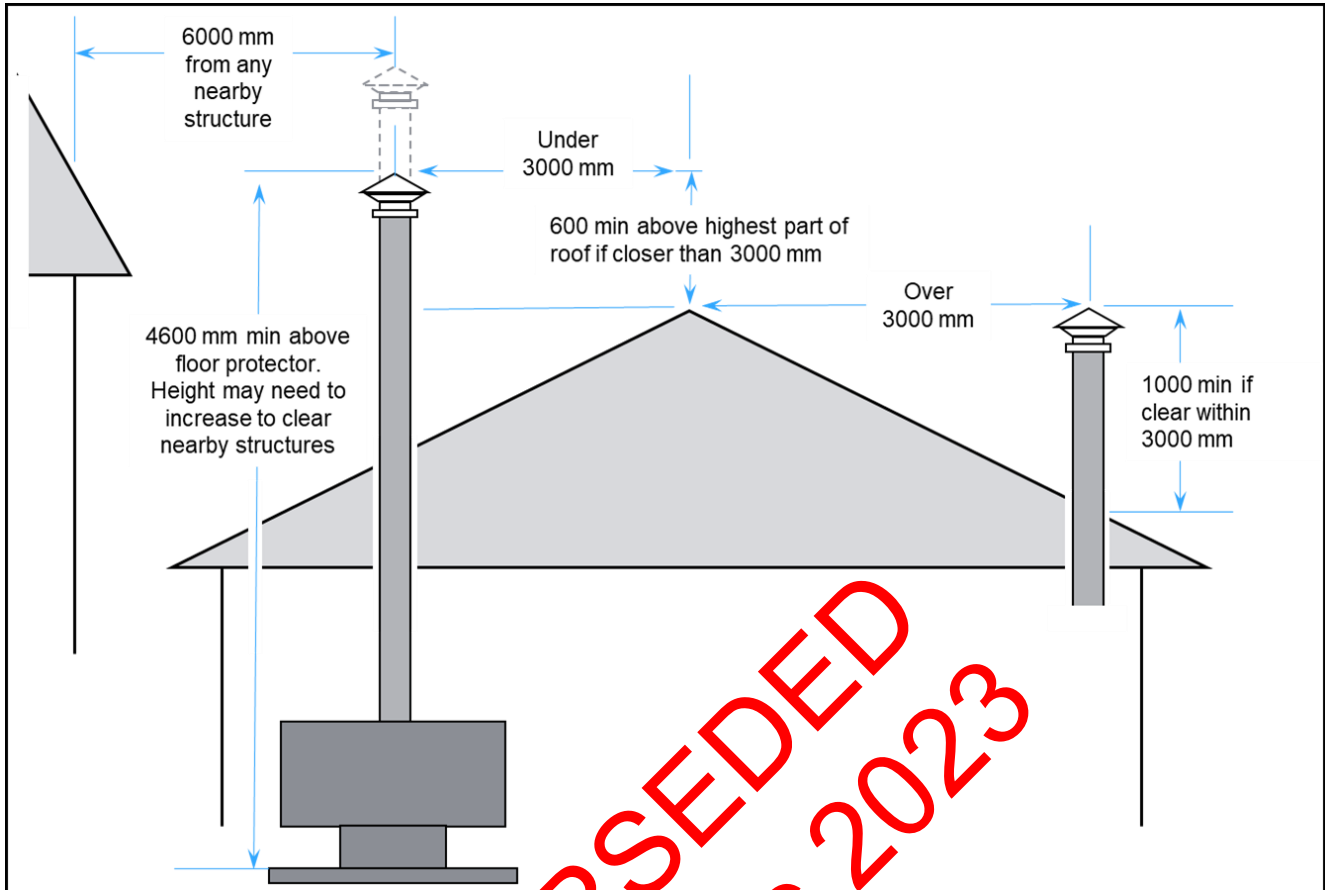 6000 mm
from any
nearby
structure
Under
3000 mm
600 min above highest part of
roof if closer than 3000 mm
Over
3000 mm
4600 mm min above
floor protector.
Height may need to
increase to clear
nearby structures
1000 min if
clear within
3000 mm
RSEDED
2023